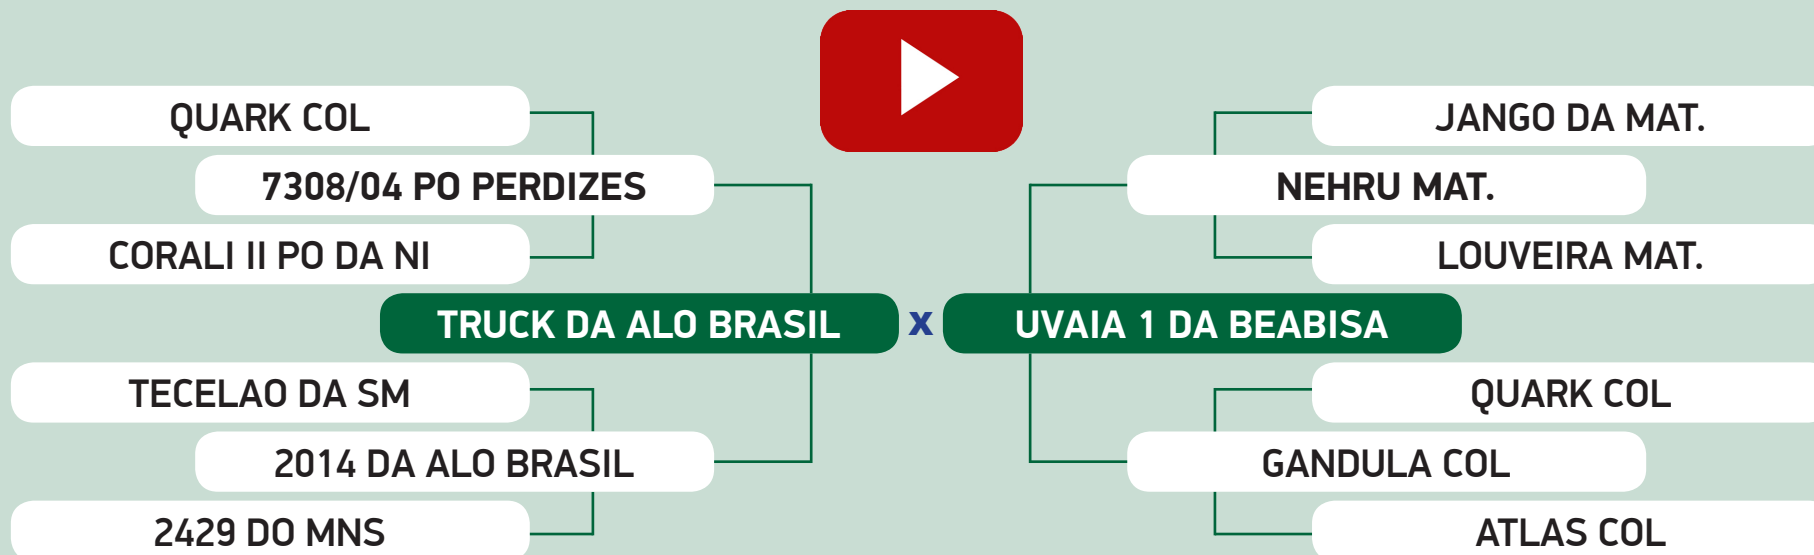 QUARK COL
JANGO DA MAT.
7308/04 PO PERDIZES
NEHRU MAT.
CORALI II PO DA NI
LOUVEIRA MAT.
TRUCK DA ALO BRASIL x UVAIA 1 DA BEABISA
TECELAO DA SM
QUARK COL
2014 DA ALO BRASIL
GANDULA COL
2429 DO MNS
ATLAS COL